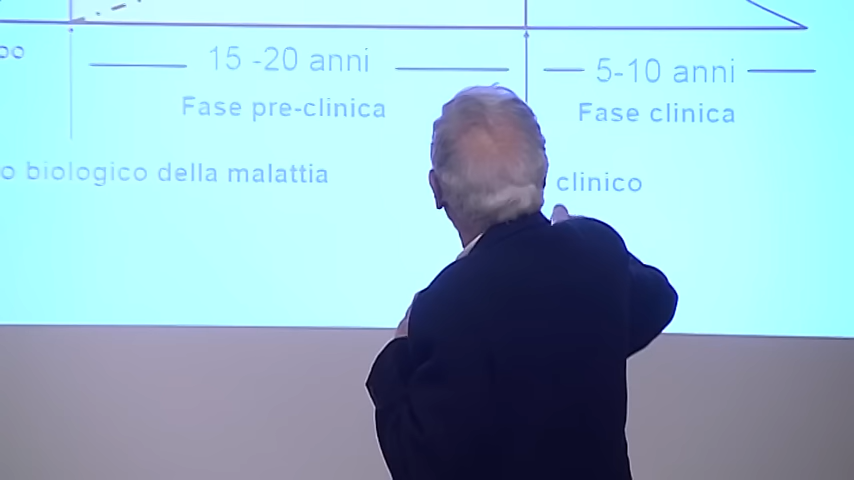 15 -20 anni
5-10 anni
Fase pre-clinica
Fase clinica
biologico della malattia
clinico